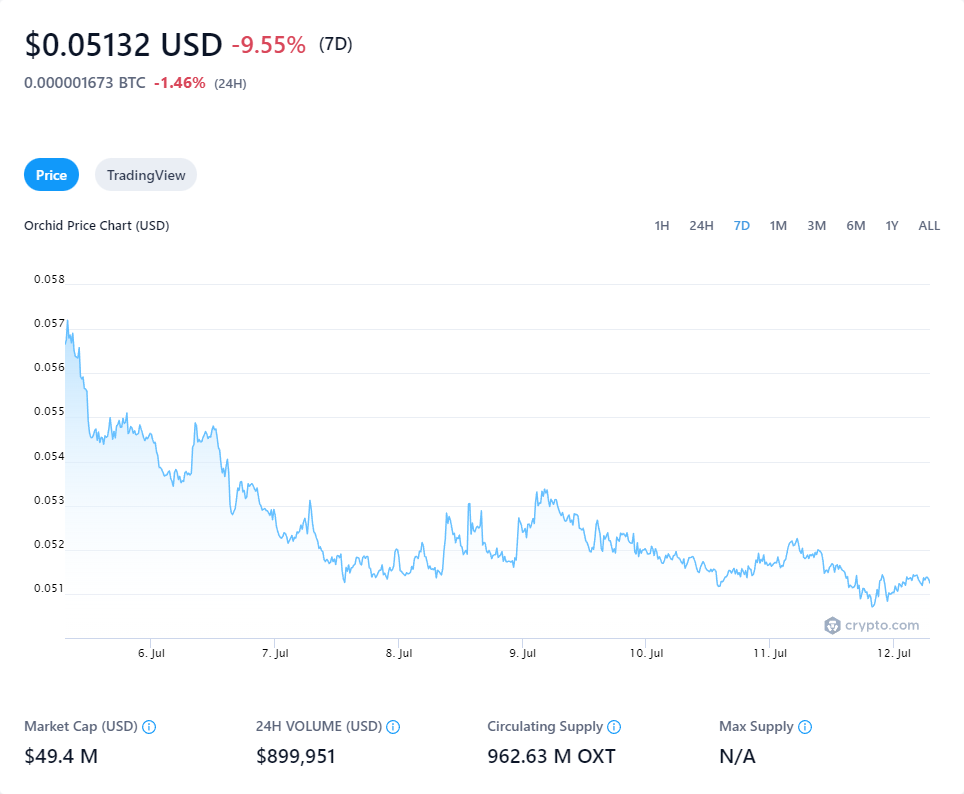 $0.05132 USD -9.55% (7D)
0.000001673 BTC -1.46% (24H)
Price TradingView
Orchid Price Chart (USD) 1H 24H 7D 1M 3M 6M 1Y ALL
0.058
0.057
0.056
0.055
0.054
0.053
0.052
0.051
crypto.com
6. Jul 7. Jul 8. Jul 9. Jul 10. Jul 11. Jul 12. Jul
Market Cap (USD) 24H VOLUME (USD) Circulating Supply Max Supply
$49.4 M $899,951 962.63 M OXT N/A